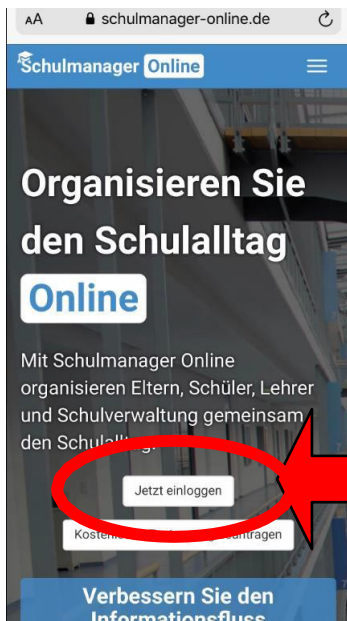 AA schulmanager-online.de
Schulmanager Online
Organisieren Sie
den Schulalltag
Online
Mit Schulmanager Online
organisieren Eltern, Schüler, Lehrer
und Schulverwaltung gemeinsam
den Schulalltag.
Jetzt einloggen
Verbessern Sie den
Informationsfluss